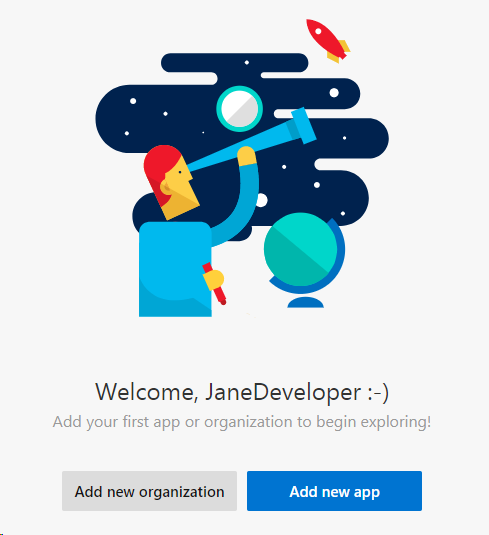 Welcome, JaneDeveloper :-)
Add your first app or organization to begin exploring!
Add new organization
Add new app